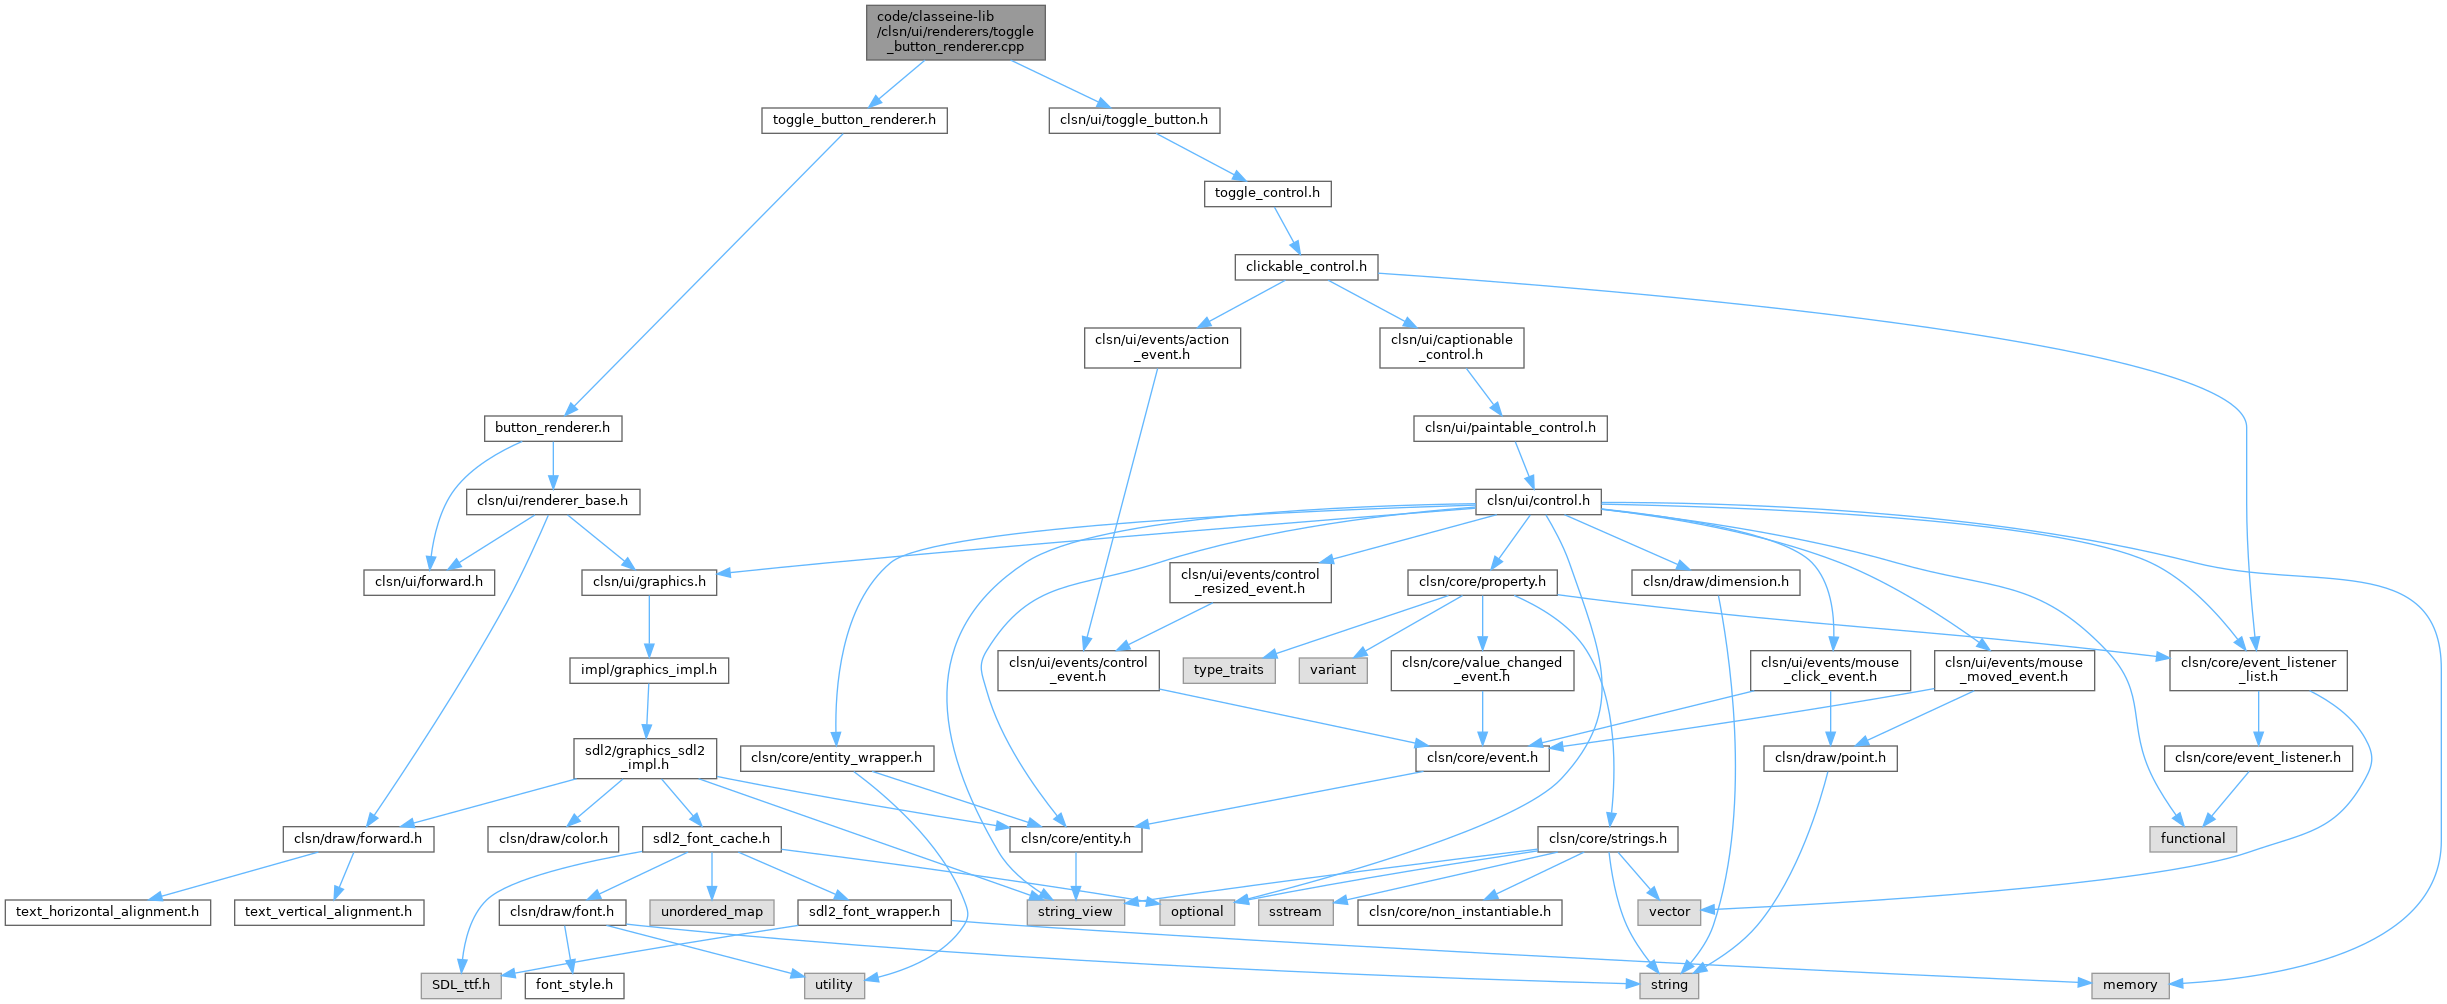 code/classeine-lib
/clsn/ui/renderers/toggle
_button_renderer.cpp
toggle_button_renderer.h
clsn/ui/toggle_button.h
toggle_control.h
clickable_control.h
clsn/ui/events/action
_event.h
clsn/ui/captionable
_control.h
button_renderer.h
clsn/ui/paintable_control.h
clsn/ui/renderer_base.h
clsn/ui/control.h
clsn/ui/forward.h
clsn/ui/graphics.h
clsn/ui/events/control
_resized_event.h
clsn/core/property.h
clsn/draw/dimension.h
impl/graphics_impl.h
clsn/ui/events/control
_event.h
type_traits
variant
clsn/core/value_changed
_event.h
clsn/ui/events/mouse
_click_event.h
clsn/ui/events/mouse
_moved_event.h
clsn/core/event_listener
_list.h
sdl2/graphics_sdl2
_impl.h
clsn/core/entity_wrapper.h
clsn/core/event.h
clsn/draw/point.h
clsn/core/event_listener.h
clsn/draw/forward.h
clsn/draw/color.h
sdl2_font_cache.h
clsn/core/entity.h
clsn/core/strings.h
functional
text_horizontal_alignment.h
text_vertical_alignment.h
clsn/draw/font.h
unordered_map
sdl2_font_wrapper.h
string_view
optional
sstream
clsn/core/non_instantiable.h
vector
SDL_ttf.h
font_style.h
utility
string
memory